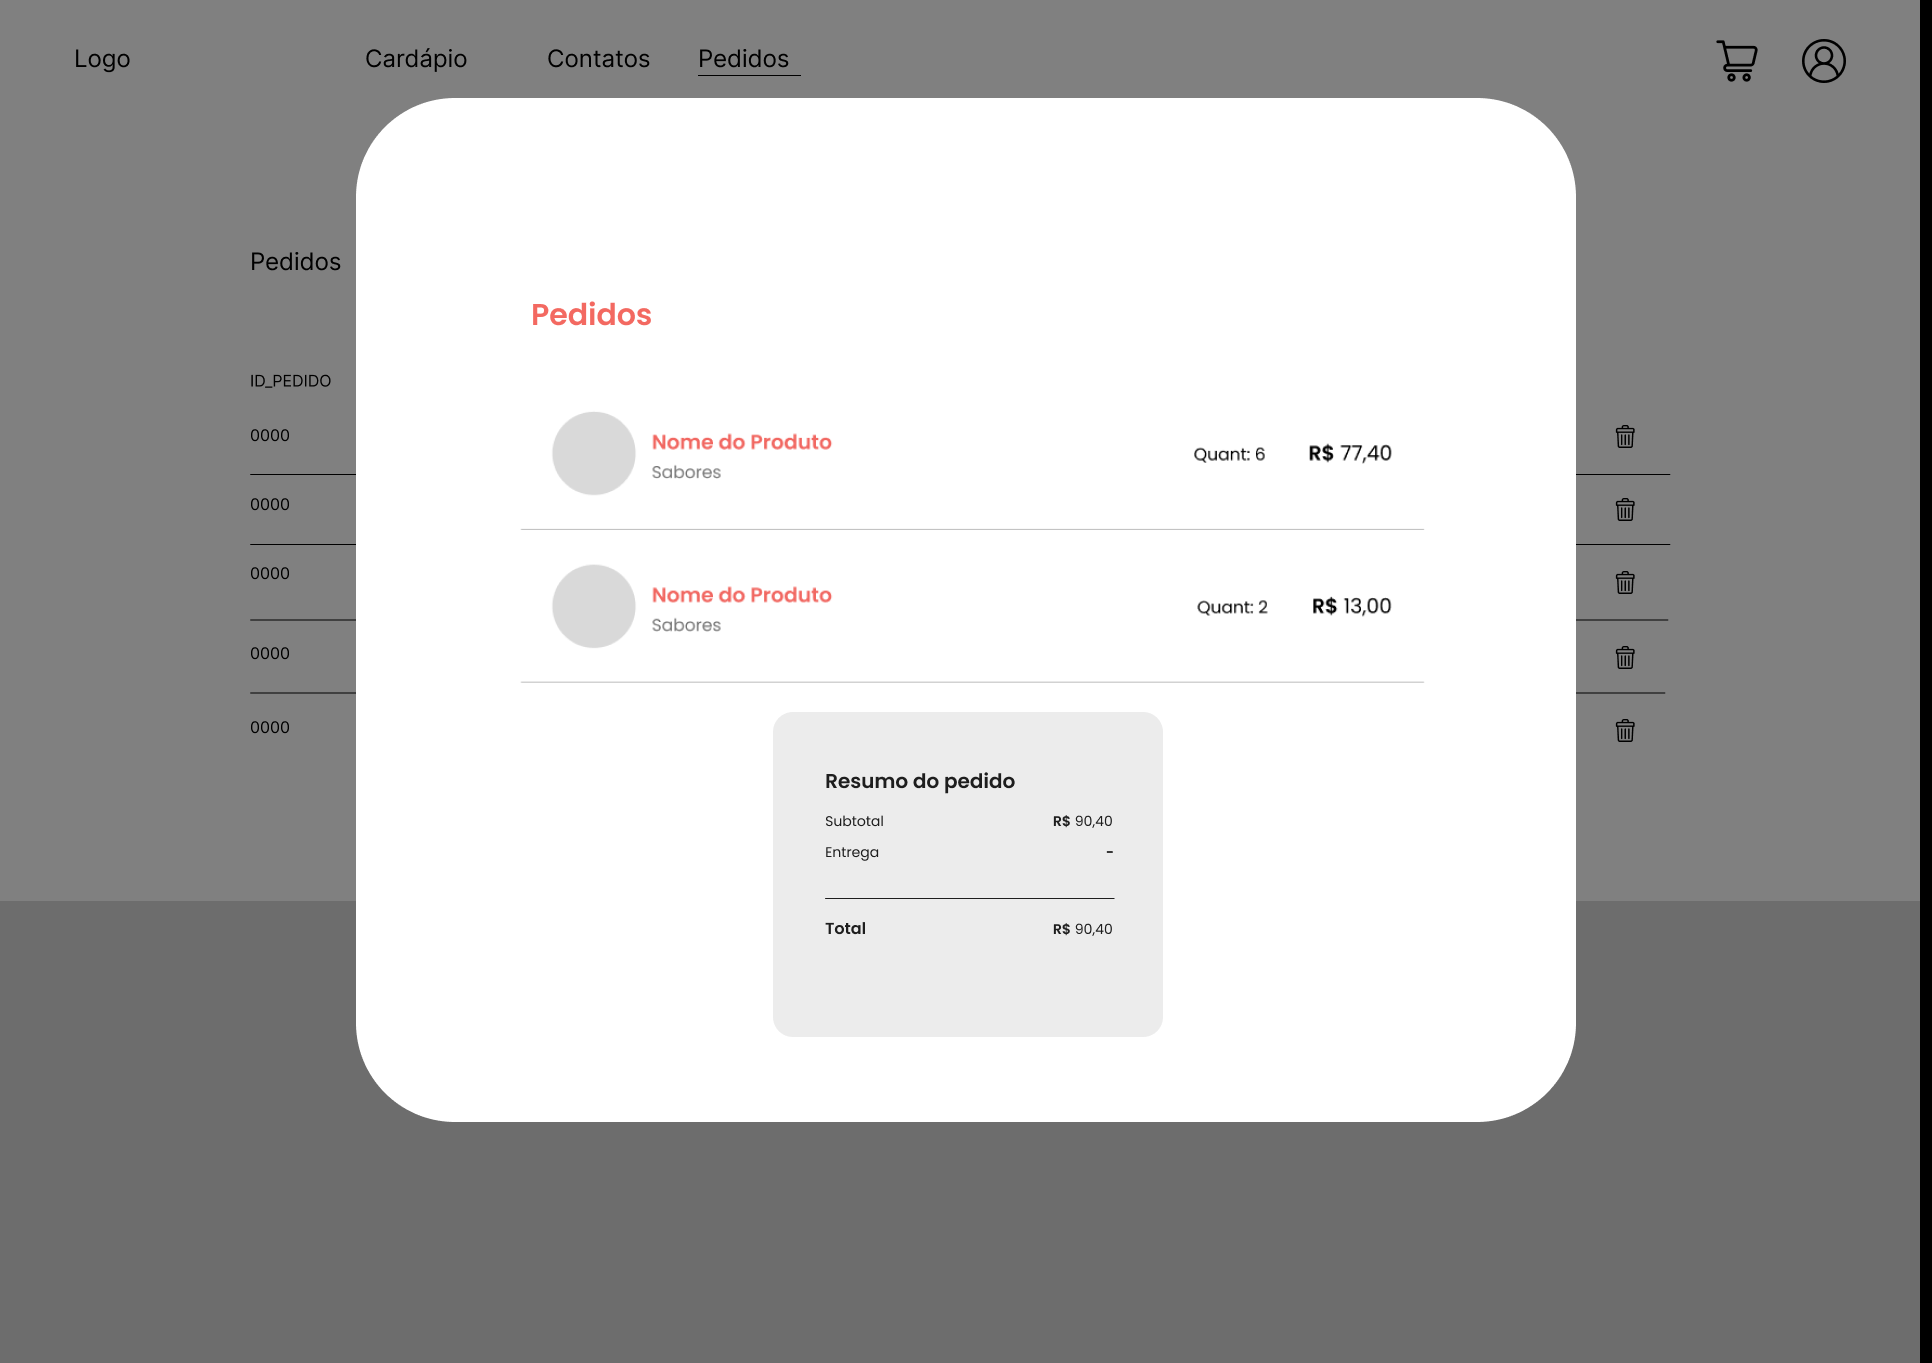 Logo
Cardápio
Contatos
Pedidos
Pedidos
Pedidos
ID_PEDIDO
0000
0000
0000
0000
0000
Nome do Produto
Sabores
Quant: 6
R$ 77,40
Nome do Produto
Sabores
Quant: 2
R$ 13,00
Resumo do pedido
Subtotal R$ 90,40
Entrega -
Total R$ 90,40